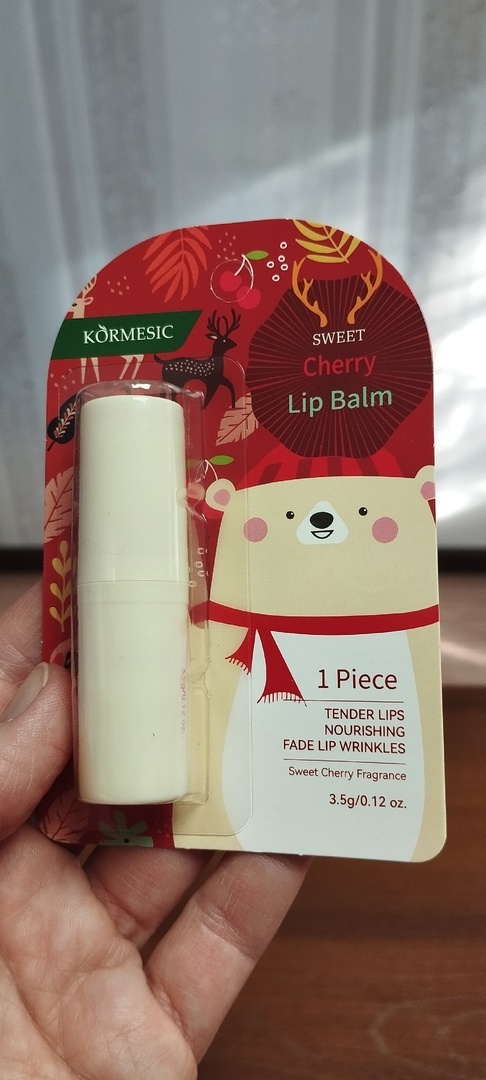 KÒRMESIC
SWEET
Cherry
Lip Balm
1 Piece
TENDER LIPS
NOURISHING
FADE LIP WRINKLES
Sweet Cherry Fragrance
3.5g/0.12 oz.